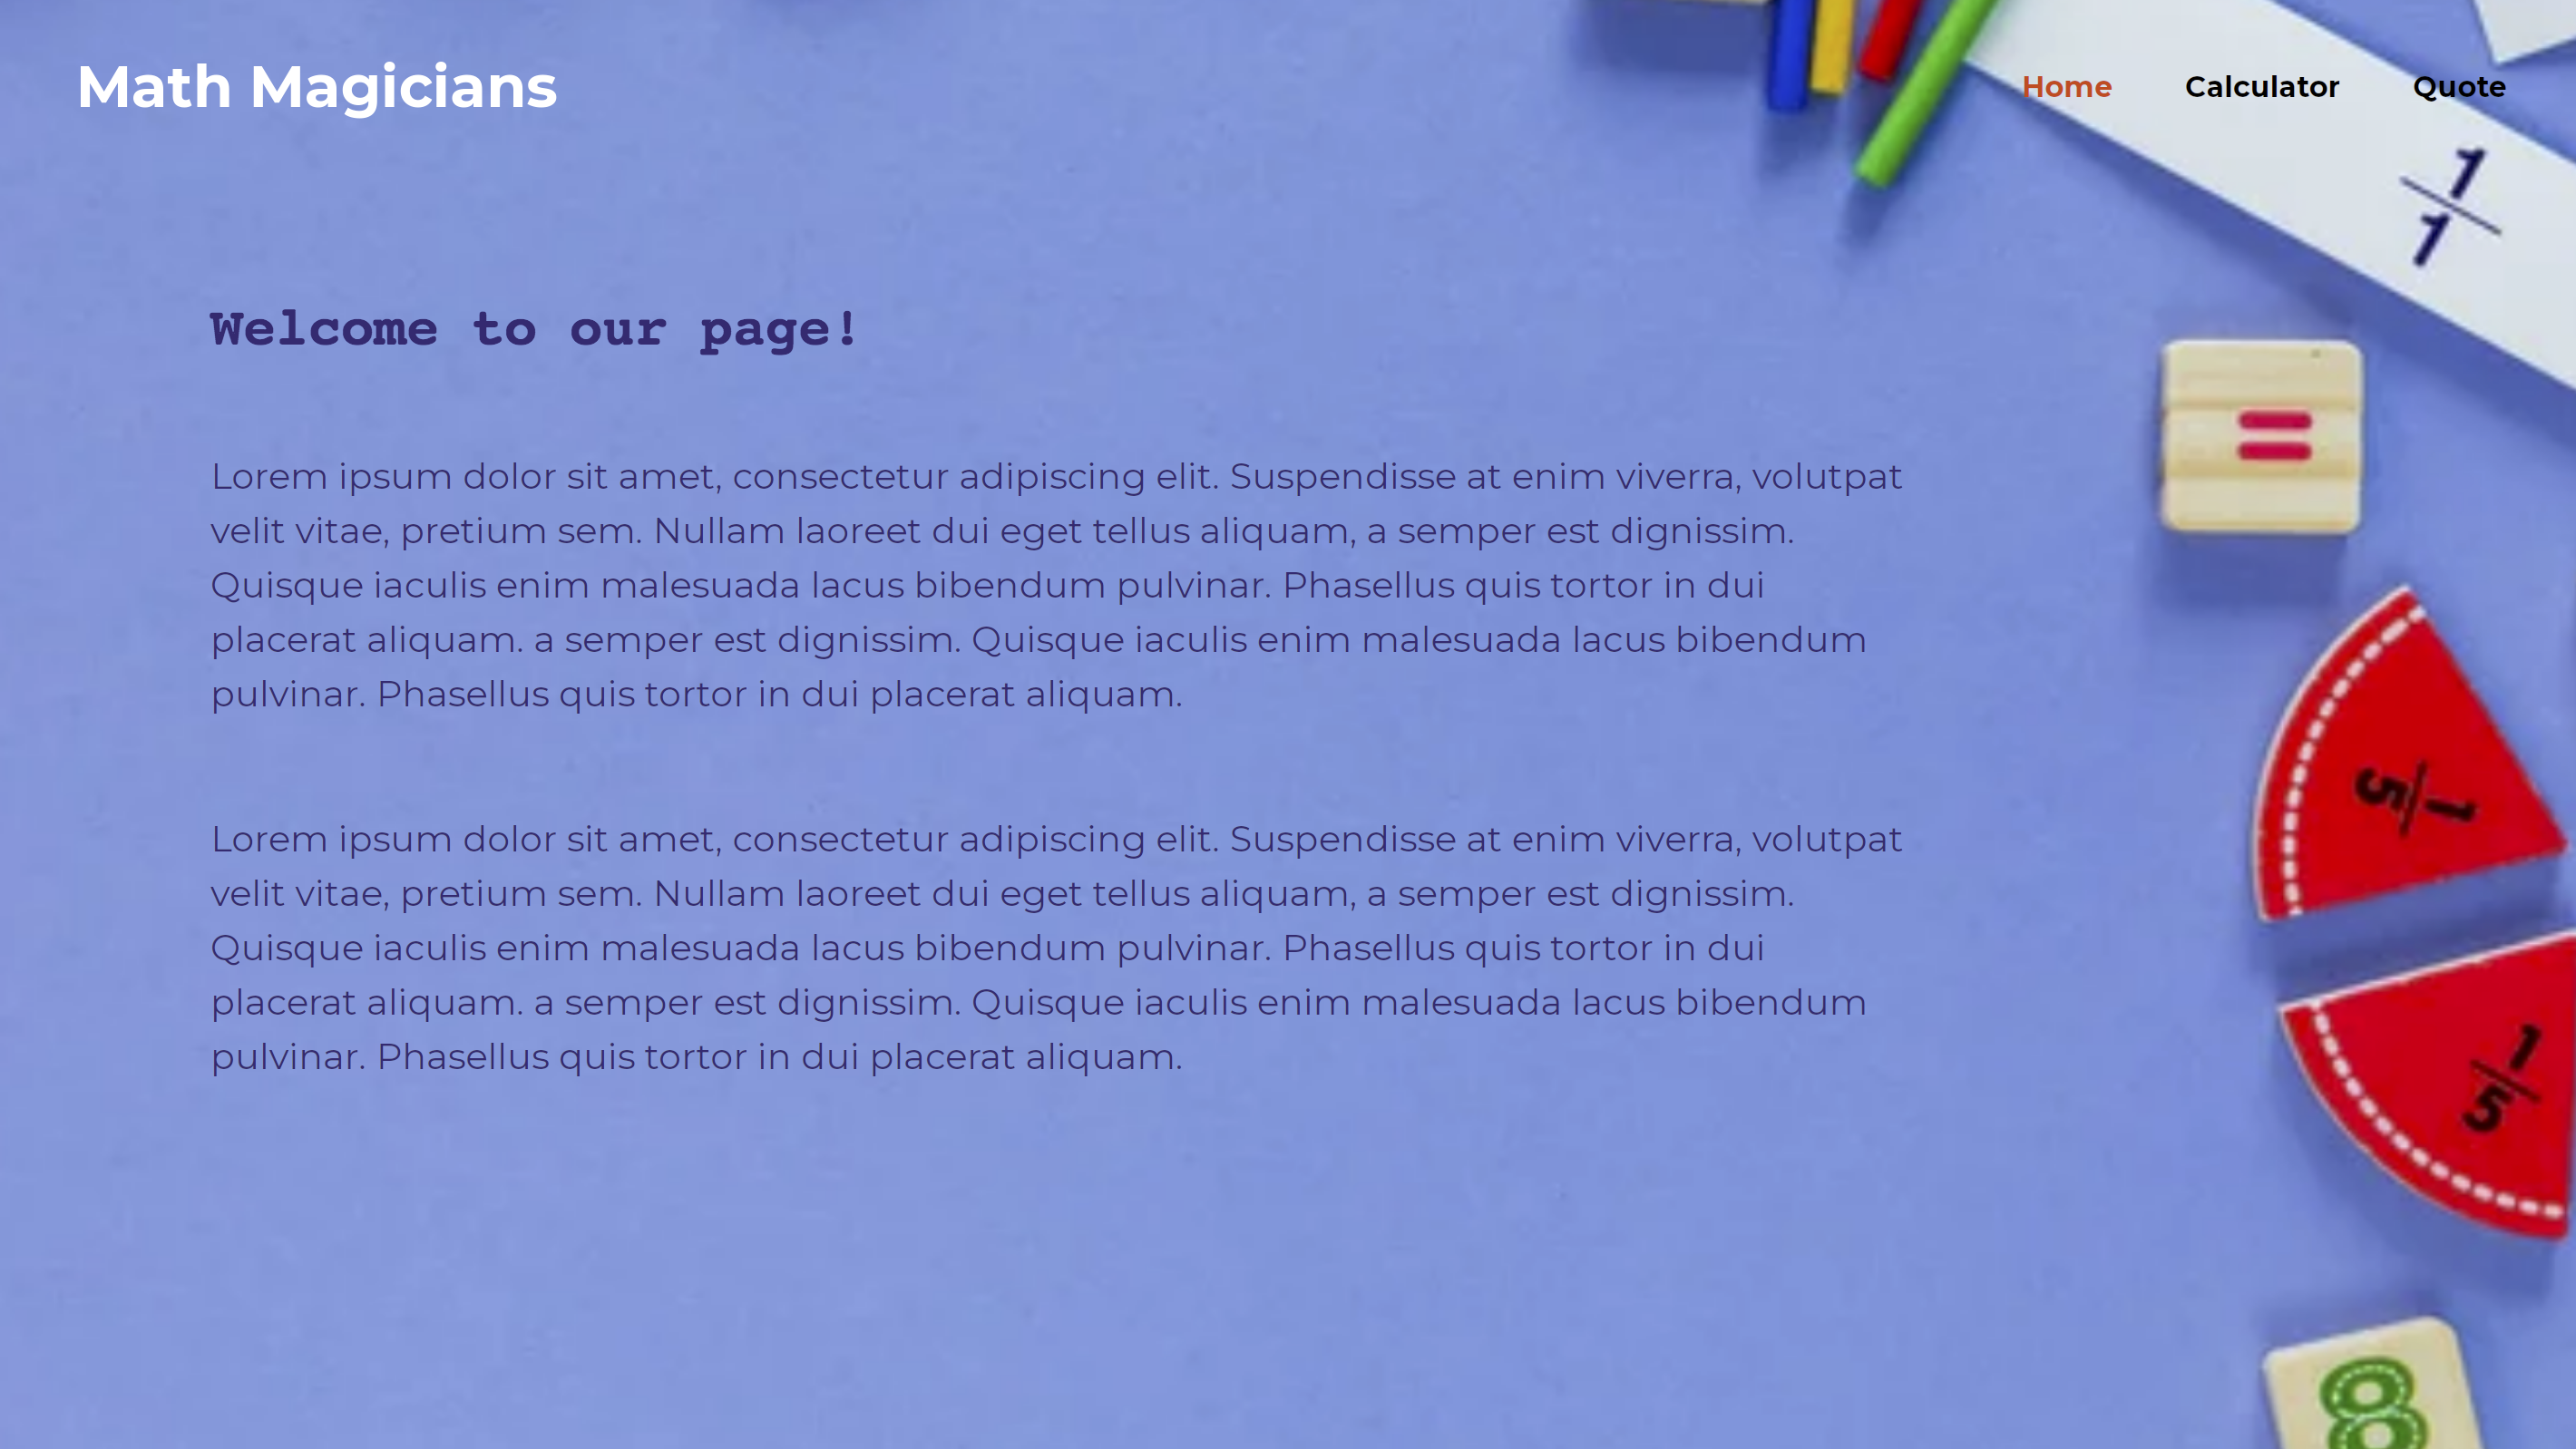 Math Magicians
Home Calculator Quote
1
1
Welcome to our page!
=
Lorem ipsum dolor sit amet, consectetur adipiscing elit. Suspendisse at enim viverra, volutpat
velit vitae, pretium sem. Nullam laoreet dui eget tellus aliquam, a semper est dignissim.
Quisque iaculis enim malesuada lacus bibendum pulvinar. Phasellus quis tortor in dui
placerat aliquam. a semper est dignissim. Quisque iaculis enim malesuada lacus bibendum
pulvinar. Phasellus quis tortor in dui placerat aliquam.
1
5
Lorem ipsum dolor sit amet, consectetur adipiscing elit. Suspendisse at enim viverra, volutpat
velit vitae, pretium sem. Nullam laoreet dui eget tellus aliquam, a semper est dignissim.
Quisque iaculis enim malesuada lacus bibendum pulvinar. Phasellus quis tortor in dui
placerat aliquam. a semper est dignissim. Quisque iaculis enim malesuada lacus bibendum
pulvinar. Phasellus quis tortor in dui placerat aliquam.
1
5
8